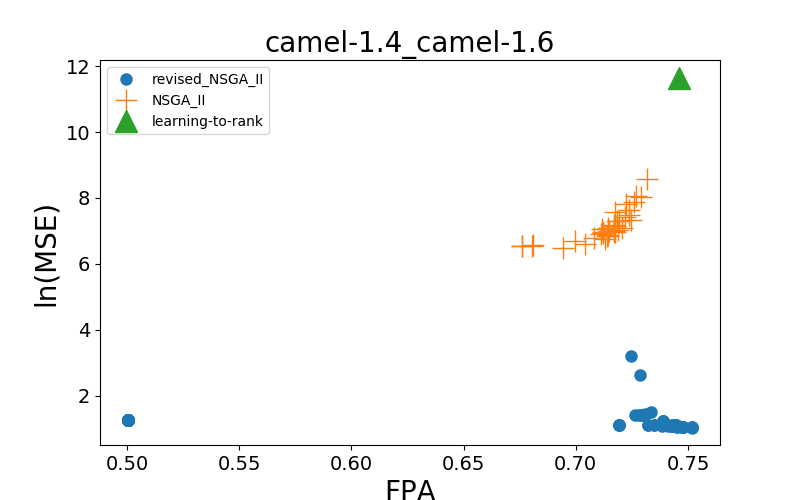 camel-1.4_camel-1.6
revised_NSGA_II
NSGA_II
learning-to-rank
ln(MSE)
12
10
8
6
4
2
0.50 0.55 0.60 0.65 0.70 0.75
FPA